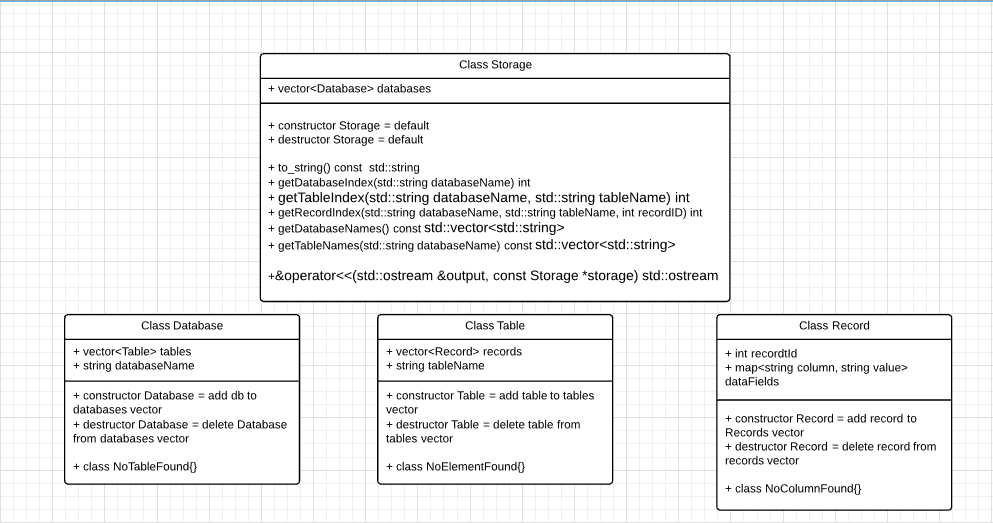 Class Storage
+ vector<Database> databases
+ constructor Storage = default
+ destructor Storage = default
+ to_string() const  std::string
+ getDatabaseIndex(std::string databaseName) int
+ getTableIndex(std::string databaseName, std::string tableName) int
+ getRecordIndex(std::string databaseName, std::string tableName, int recordID) int
+ getDatabaseNames() const std::vector<std::string>
+ getTableNames(std::string databaseName) const std::vector<std::string>
+&operator<<(std::ostream &output, const Storage *storage) std::ostream
Class Database
+ vector<Table> tables
+ string databaseName
+ constructor Database = add db to
databases vector
+ destructor Database = delete Database
from databases vector
+ class NoTableFound{}
Class Table
+ vector<Record> records
+ string tableName
+ constructor Table = add table to tables
vector
+ destructor Table = delete table from
tables vector
+ class NoElementFound{}
Class Record
+ int recordtId
+ map<string column, string value>
dataFields
+ constructor Record = add record to
Records vector
+ destructor Record = delete record from
records vector
+ class NoColumnFound{}